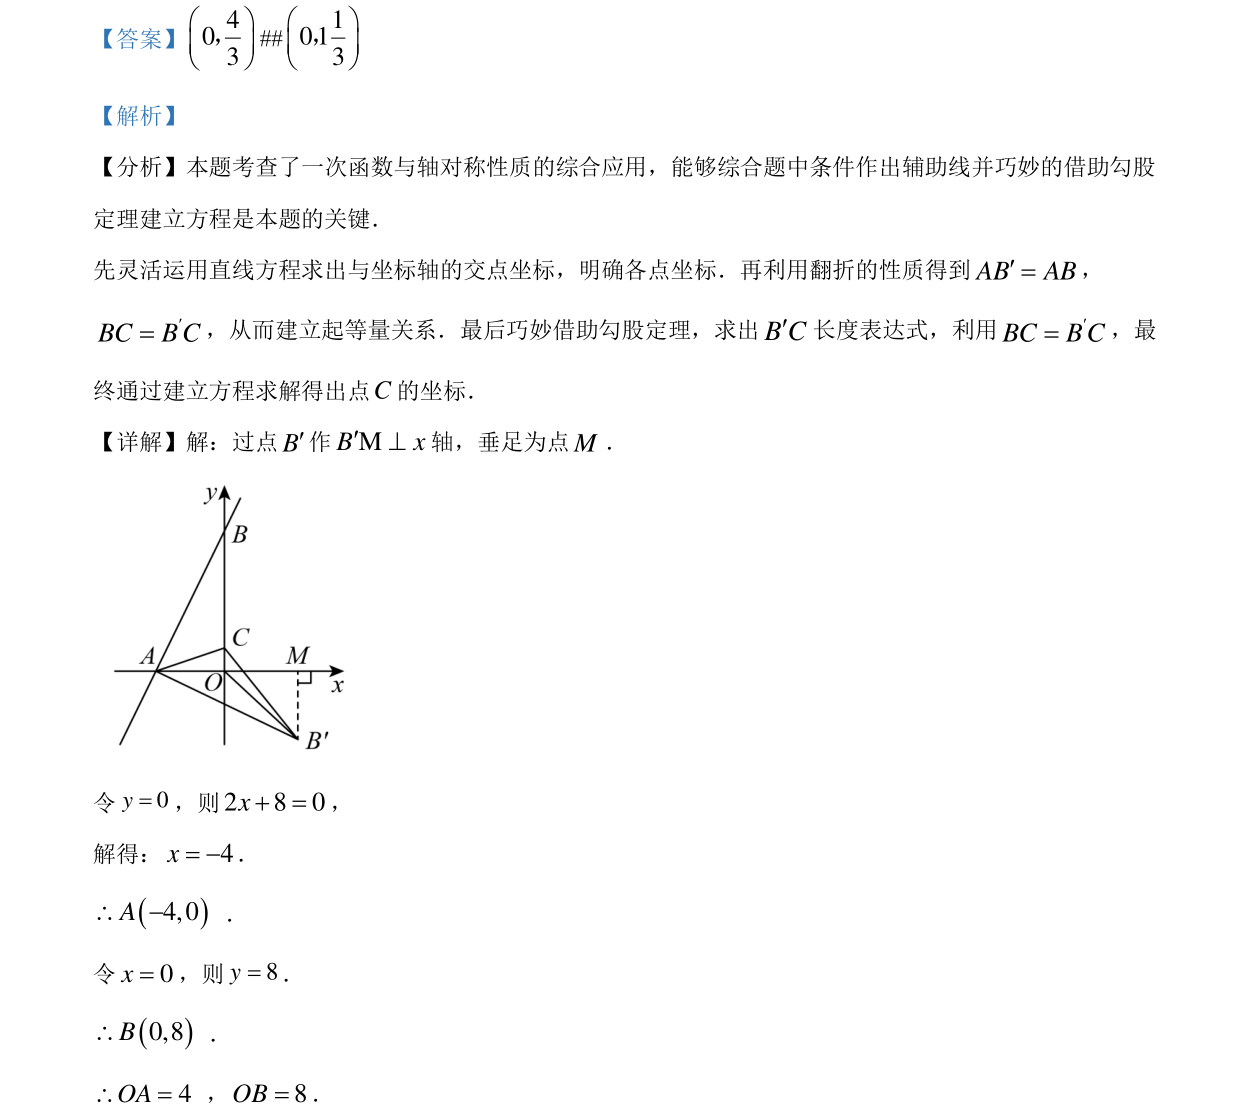 【答案】(0,4/3)##(0,1 1/3)
【解析】
【分析】本题考查了一次函数与轴对称性质的综合应用，能够综合题中条件作出辅助线并巧妙的借助勾股
定理建立方程是本题的关键．
先灵活运用直线方程求出与坐标轴的交点坐标，明确各点坐标．再利用翻折的性质得到 AB′ = AB，
BC = B′C，从而建立起等量关系．最后巧妙借助勾股定理，求出 B′C 长度表达式，利用 BC = B′C，最
终通过建立方程求解得出点 C 的坐标．
【详解】解：过点 B′ 作 B′M ⊥ x 轴，垂足为点 M．
y
B
C
A
M
O
x
B′
令 y = 0，则 2x + 8 = 0，
解得：x = −4．
∴ A(−4,0)．
令 x = 0，则 y = 8．
∴ B(0,8)．
∴ OA = 4，OB = 8．